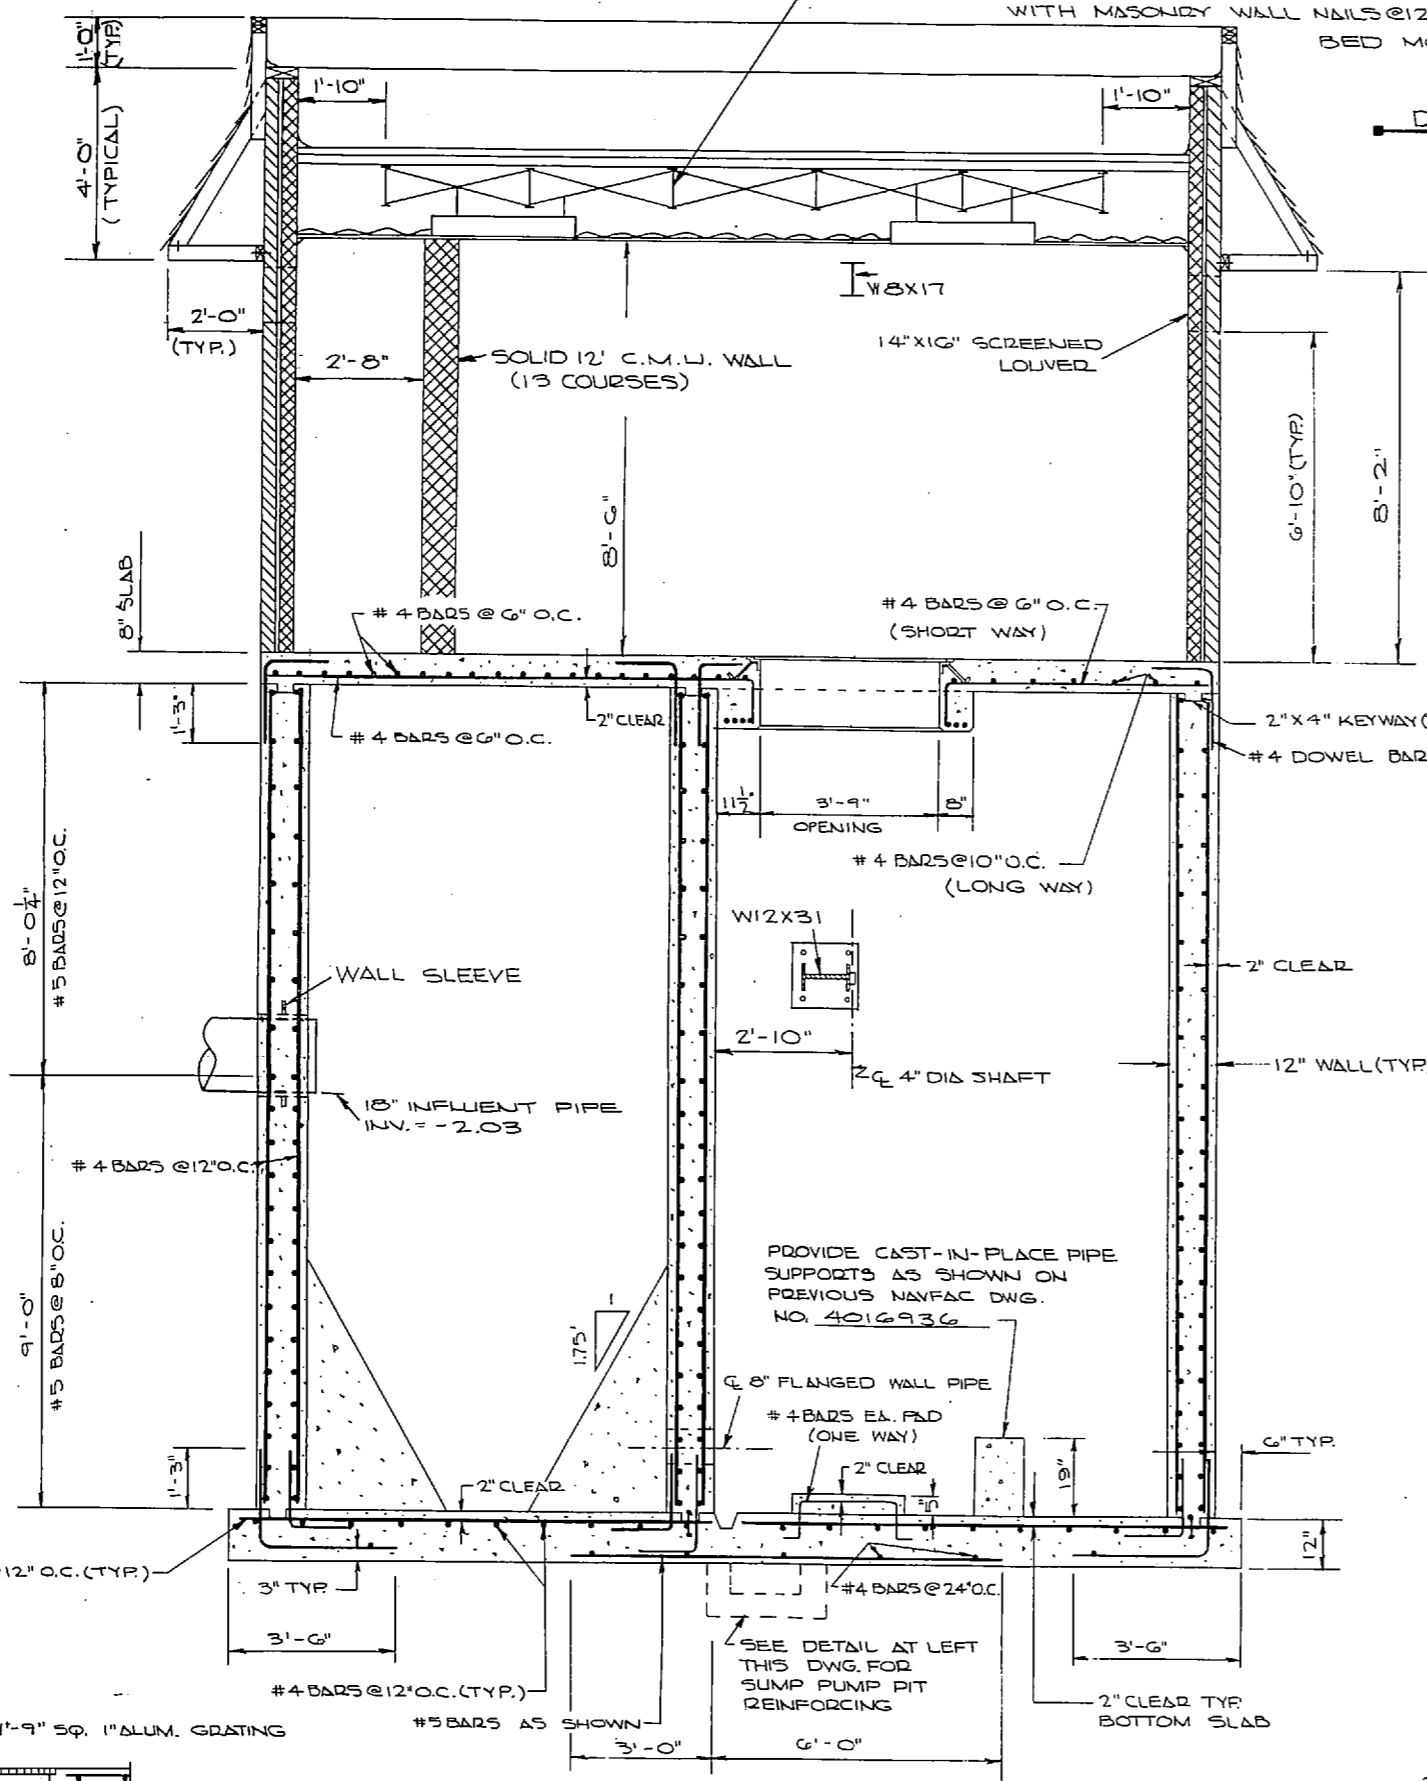 WITH MASONRY WALL NAILS @12
BED MO
1'-0"
(TYP.)
4'-0"
(TYPICAL)
1'-10"
1'-10"
D
W8X17
2'-0"
(TYP.)
2'-8"
SOLID 12' C.M.U. WALL
(13 COURSES)
14"X16" SCREENED
LOUVER
8'-6"
6'-10" (TYP.)
8'-2"
8" SLAB
#4 BARS @ 6" O.C.
#4 BARS @ 6" O.C.
(SHORT WAY)
1'-3"
2" CLEAR
#4 BARS @6" O.C.
2"X4" KEYWAY (
#4 DOWEL BAR
11½"
3'-9"
OPENING
8"
#4 BARS @10" O.C.
(LONG WAY)
8'-0¼"
#5 BARS @ 12" O.C.
W12X31
WALL SLEEVE
2" CLEAR
2'-10"
℄ 4" DIA SHAFT
12" WALL (TYP.
18" INFLUENT PIPE
INV. = -2.03
#4 BARS @12" O.C.
9'-0"
#5 BARS @ 8" O.C.
PROVIDE CAST-IN-PLACE PIPE
SUPPORTS AS SHOWN ON
PREVIOUS NAVFAC DWG.
NO. 4016936
1
1.75'
℄ 8" FLANGED WALL PIPE
#4 BARS EA. PAD
(ONE WAY)
2" CLEAR
6" TYP.
1'-3"
2" CLEAR
5"
19"
12"
12" O.C. (TYP.)
3" TYP.
#4 BARS @ 24" O.C.
3'-6"
SEE DETAIL AT LEFT
THIS DWG. FOR
SUMP PUMP PIT
REINFORCING
3'-6"
#4 BARS @12" O.C. (TYP.)
#5 BARS AS SHOWN
2" CLEAR TYP.
BOTTOM SLAB
1'-9" SQ. 1" ALUM. GRATING
3'-0"
6'-0"